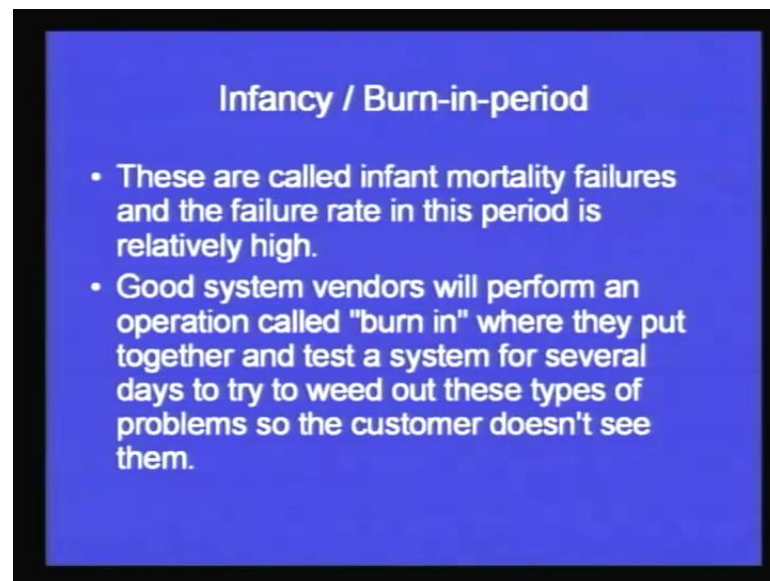 Infancy / Burn-in-period
• These are called infant mortality failures
and the failure rate in this period is
relatively high.
• Good system vendors will perform an
operation called "burn in" where they put
together and test a system for several
days to try to weed out these types of
problems so the customer doesn't see
them.